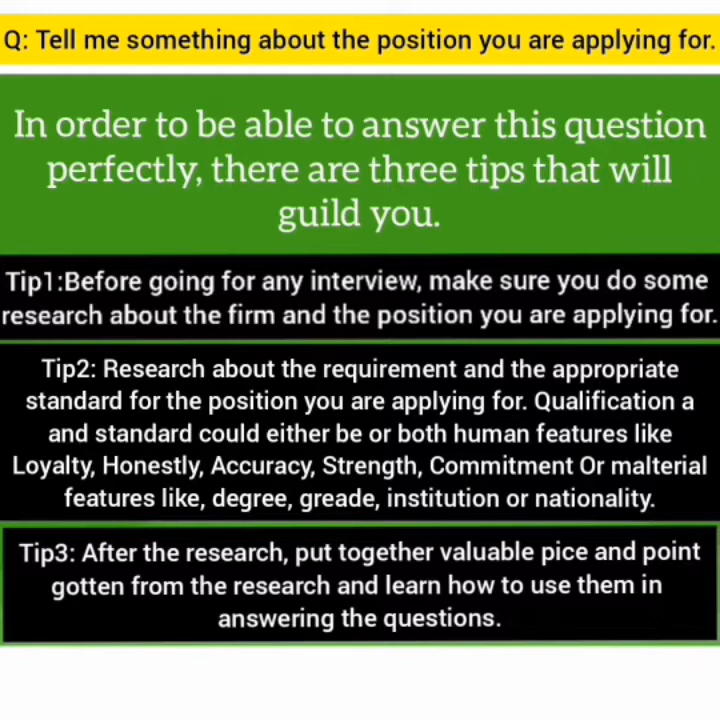 Q: Tell me something about the position you are applying for.
In order to be able to answer this question
perfectly, there are three tips that will
guild you.
Tip1:Before going for any interview, make sure you do some
research about the firm and the position you are applying for.
Tip2: Research about the requirement and the appropriate
standard for the position you are applying for. Qualification a
and standard could either be or both human features like
Loyalty, Honestly, Accuracy, Strength, Commitment Or malterial
features like, degree, greade, institution or nationality.
Tip3: After the research, put together valuable pice and point
gotten from the research and learn how to use them in
answering the questions.